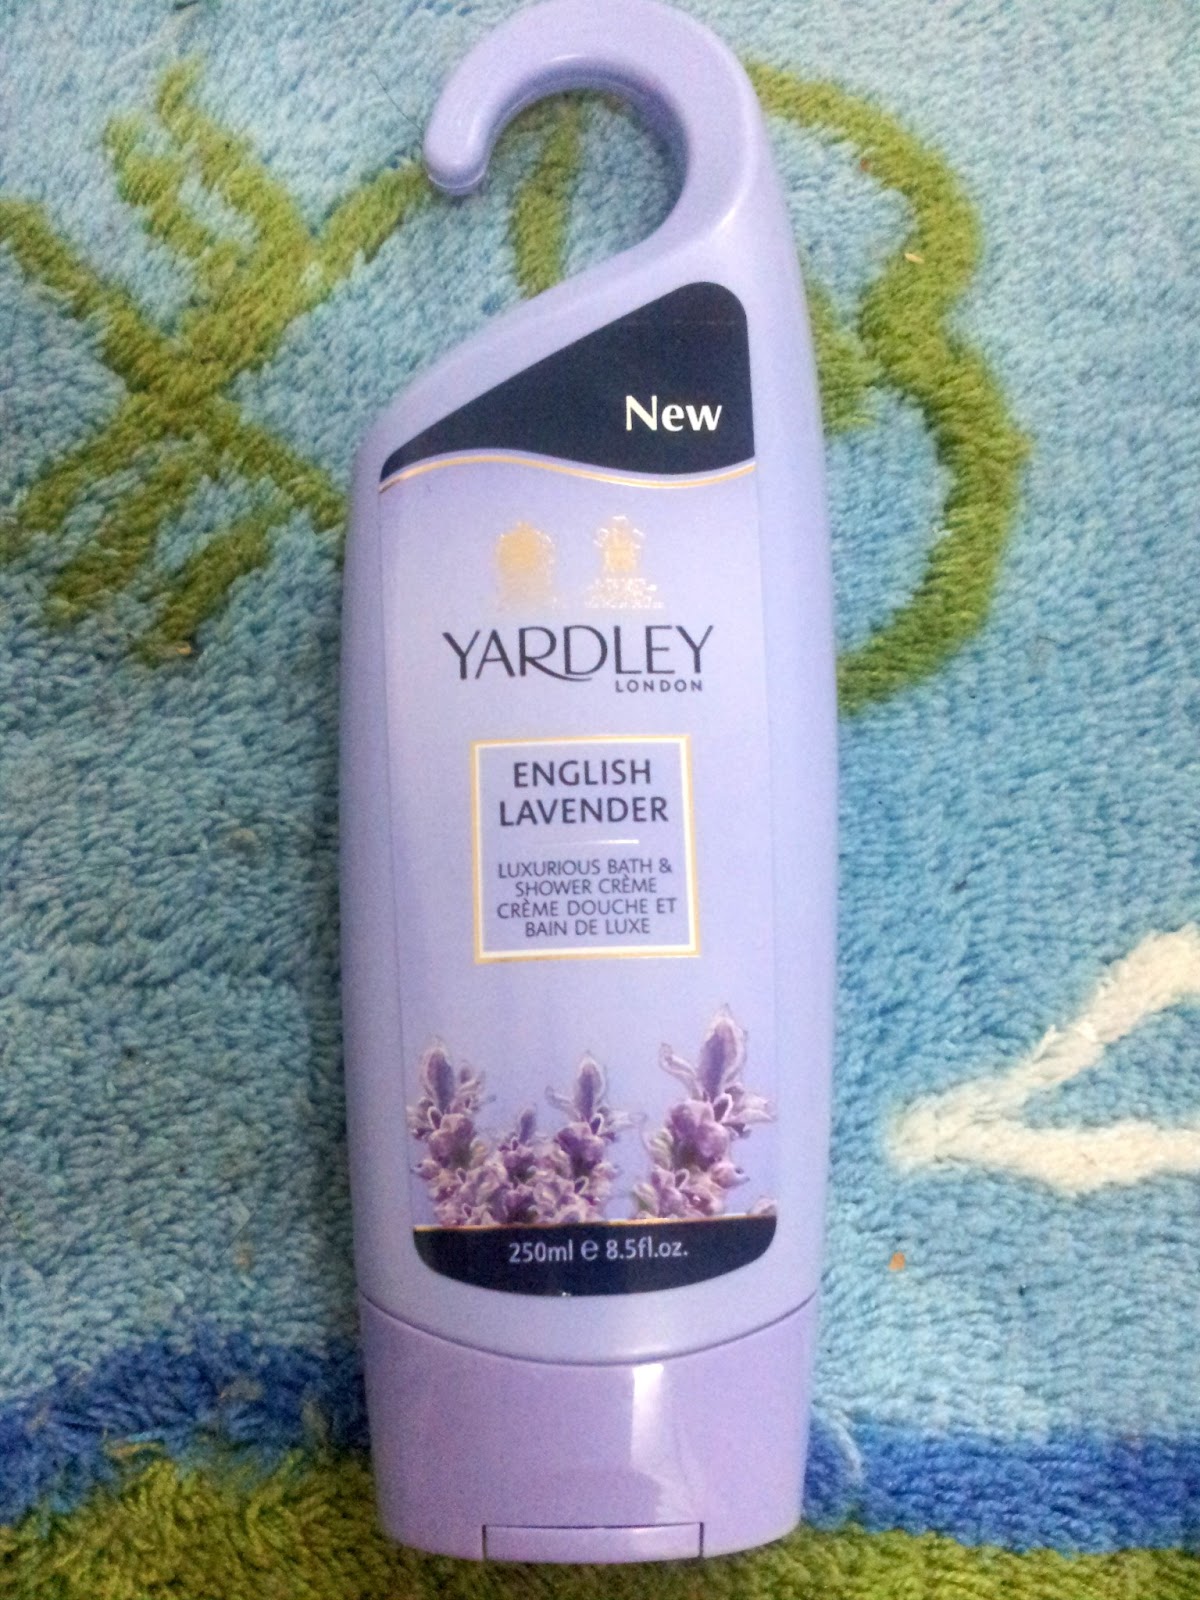 New
YARDLEY
LONDON
ENGLISH
LAVENDER
LUXURIOUS BATH &
SHOWER CRÈME
CRÈME DOUCHE ET
BAIN DE LUXE
250ml e 8.5fl.oz.